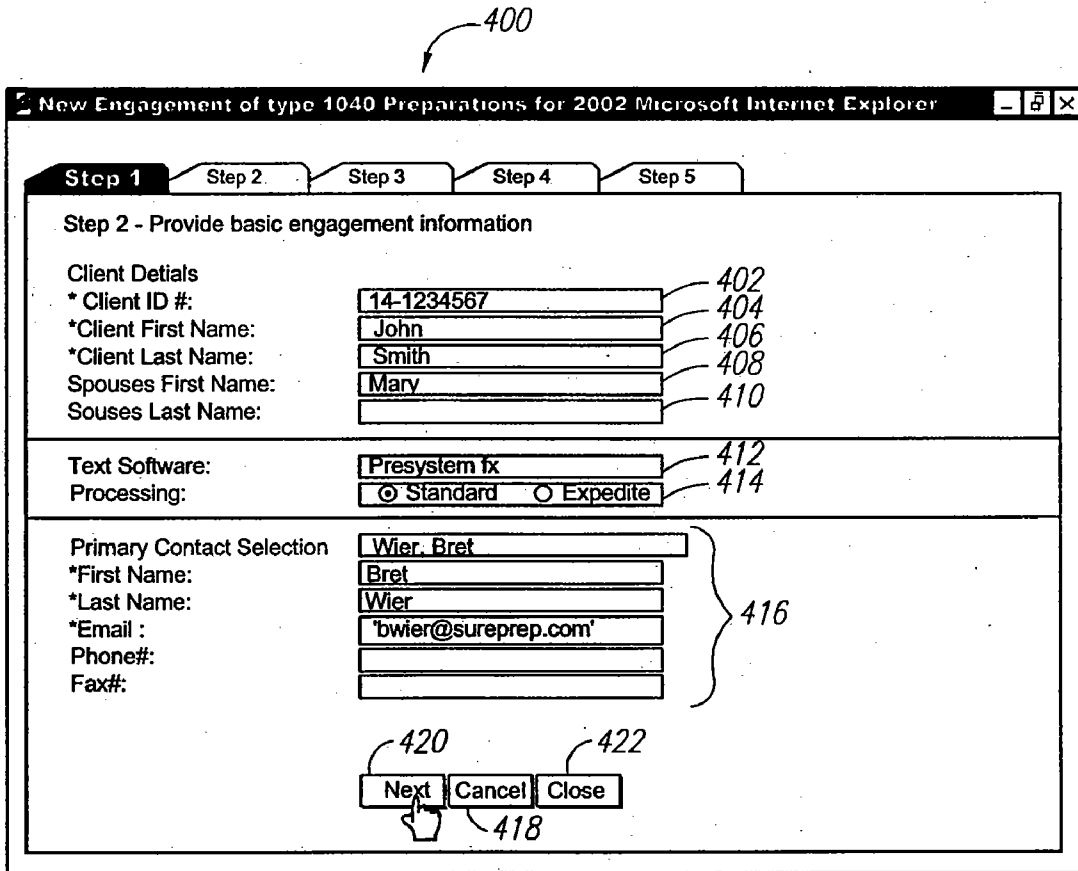 400
New Engagement of type 1040 Preparations for 2002 Microsoft Internet Explorer
Step 1 Step 2 Step 3 Step 4 Step 5
Step 2 - Provide basic engagement information
Client Detials
* Client ID #: 14-1234567 402
*Client First Name: John 404
*Client Last Name: Smith 406
Spouses First Name: Mary 408
Souses Last Name: 410
Text Software: Presystem fx 412
Processing: Standard Expedite 414
Primary Contact Selection Wier, Bret
*First Name: Bret
*Last Name: Wier
*Email : 'bwier@sureprep.com' 416
Phone#:
Fax#:
420 422
Next Cancel Close
418